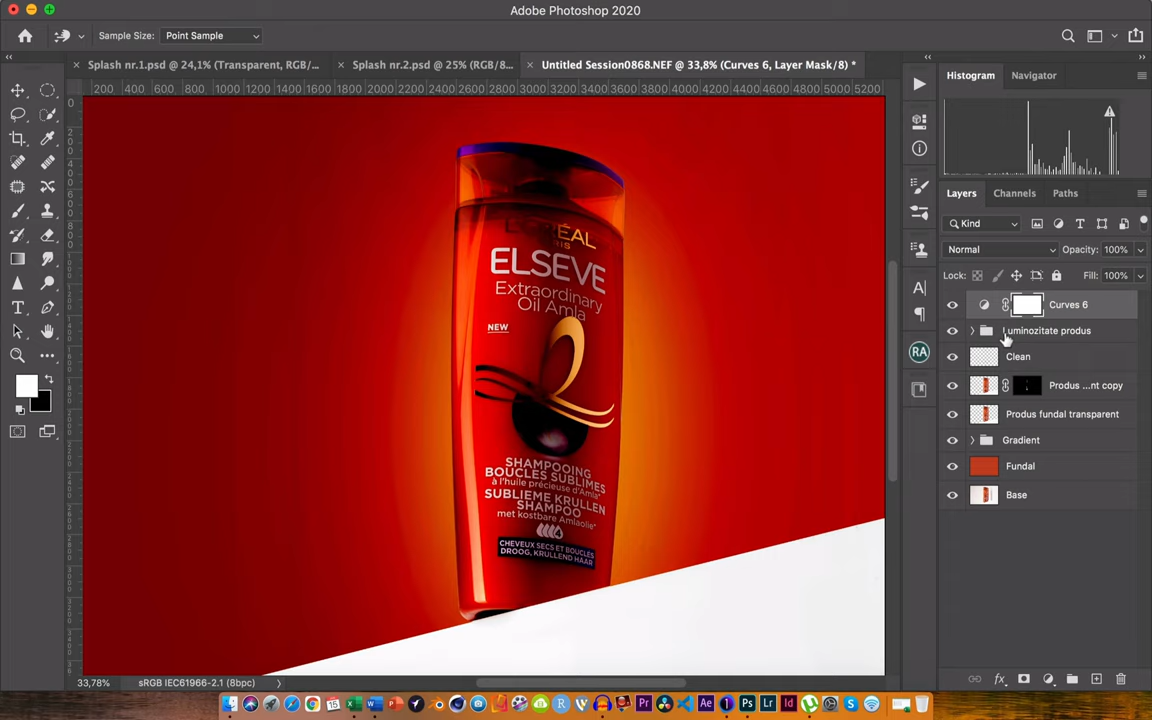 Adobe Photoshop 2020
Sample Size: Point Sample
Splash nr.1.psd @ 24,1% (Transparent, RGB/...
Splash nr.2.psd @ 25% (RGB/8...
Untitled Session0868.NEF @ 33,8% (Curves 6, Layer Mask/8) *
200 400 600 800 1000 1200 1400 1600 1800 2000 2200 2400 2600 2800 3000 3200 3400 3600 3800 4000 4200 4400 4600 4800 5000 5200
Histogram Navigator
Layers Channels Paths
Kind
Normal Opacity: 100%
Lock: Fill: 100%
Curves 6
Luminozitate produs
Clean
Produs ...nt copy
Produs fundal transparent
Gradient
Fundal
Base
RA
ELSEVE
Extraordinary
Oil Amla
NEW
SHAMPOOING
BOUCLES SUBLIMES
à l'huile précieuse d'Amla*
SUBLIEME KRULLEN
SHAMPOO
met kostbare Amlaolie*
4
CHEVEUX SECS ET BOUCLÉS
DROOG, KRULLEND HAAR
33,78% sRGB IEC61966-2.1 (8bpc)